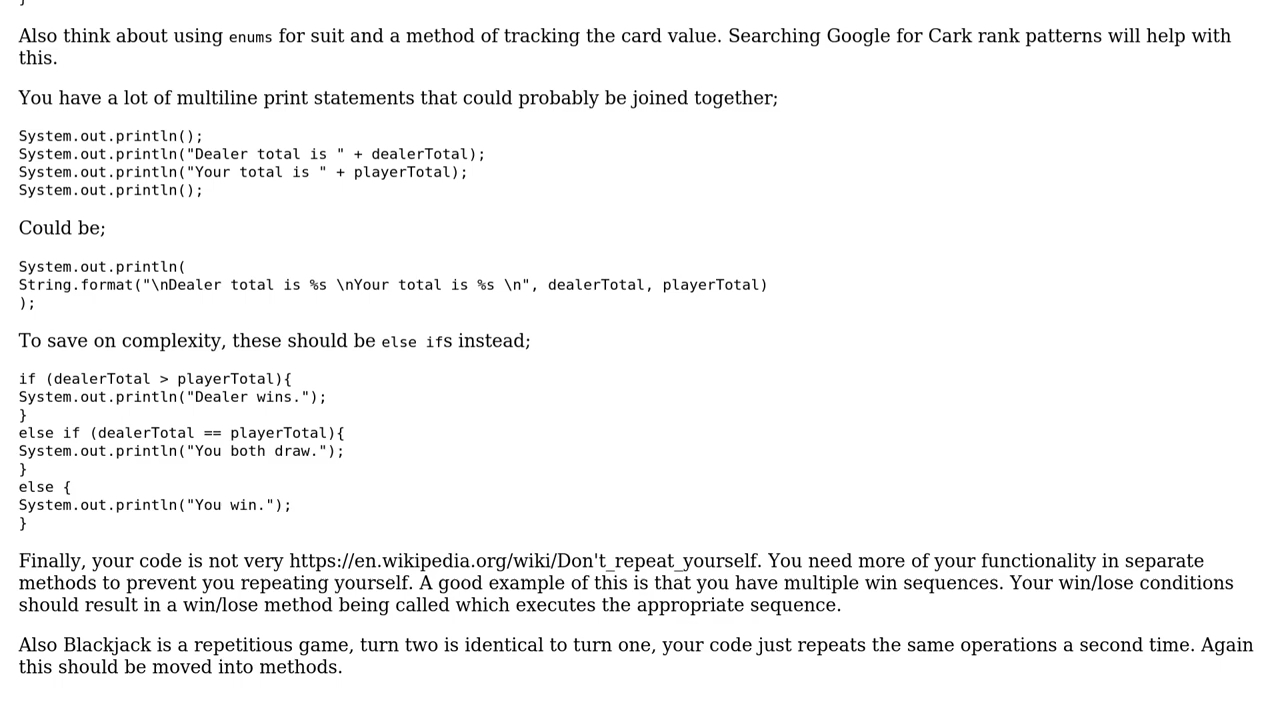 Also think about using enums for suit and a method of tracking the card value. Searching Google for Cark rank patterns will help with
this.
You have a lot of multiline print statements that could probably be joined together;
System.out.println();
System.out.println("Dealer total is " + dealerTotal);
System.out.println("Your total is " + playerTotal);
System.out.println();
Could be;
System.out.println(
String.format("\nDealer total is %s \nYour total is %s \n", dealerTotal, playerTotal)
);
To save on complexity, these should be else ifs instead;
if (dealerTotal > playerTotal){
System.out.println("Dealer wins.");
}
else if (dealerTotal == playerTotal){
System.out.println("You both draw.");
}
else {
System.out.println("You win.");
}
Finally, your code is not very https://en.wikipedia.org/wiki/Don't_repeat_yourself. You need more of your functionality in separate
methods to prevent you repeating yourself. A good example of this is that you have multiple win sequences. Your win/lose conditions
should result in a win/lose method being called which executes the appropriate sequence.
Also Blackjack is a repetitious game, turn two is identical to turn one, your code just repeats the same operations a second time. Again
this should be moved into methods.